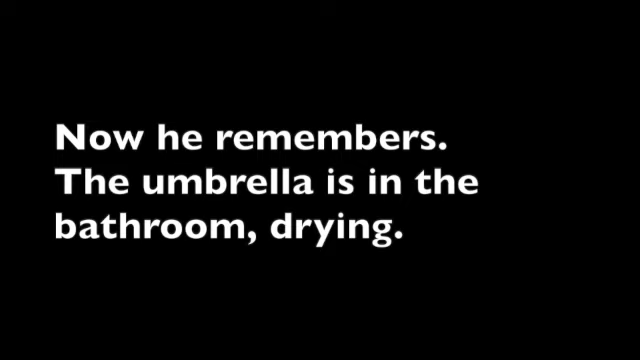 Now he remembers.
The umbrella is in the
bathroom, drying.